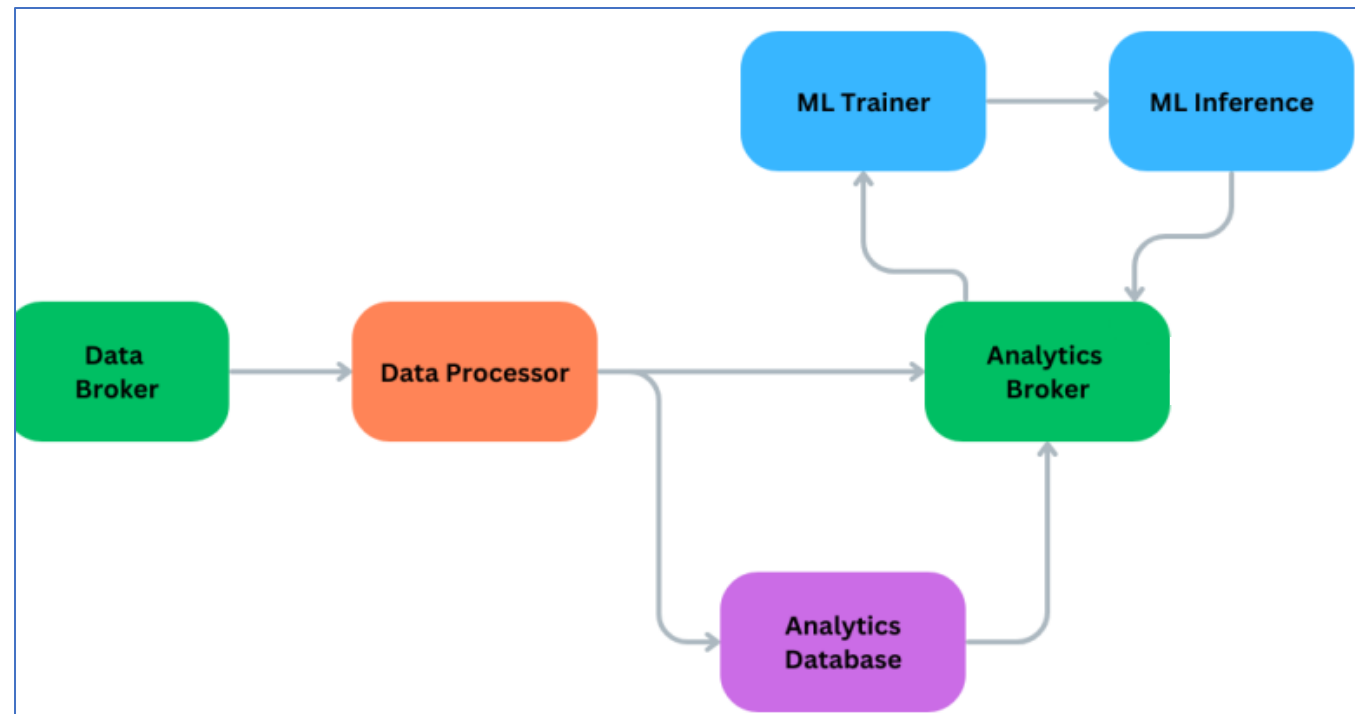 ML Trainer
ML Inference
Data
Broker
Data Processor
Analytics
Broker
Analytics
Database